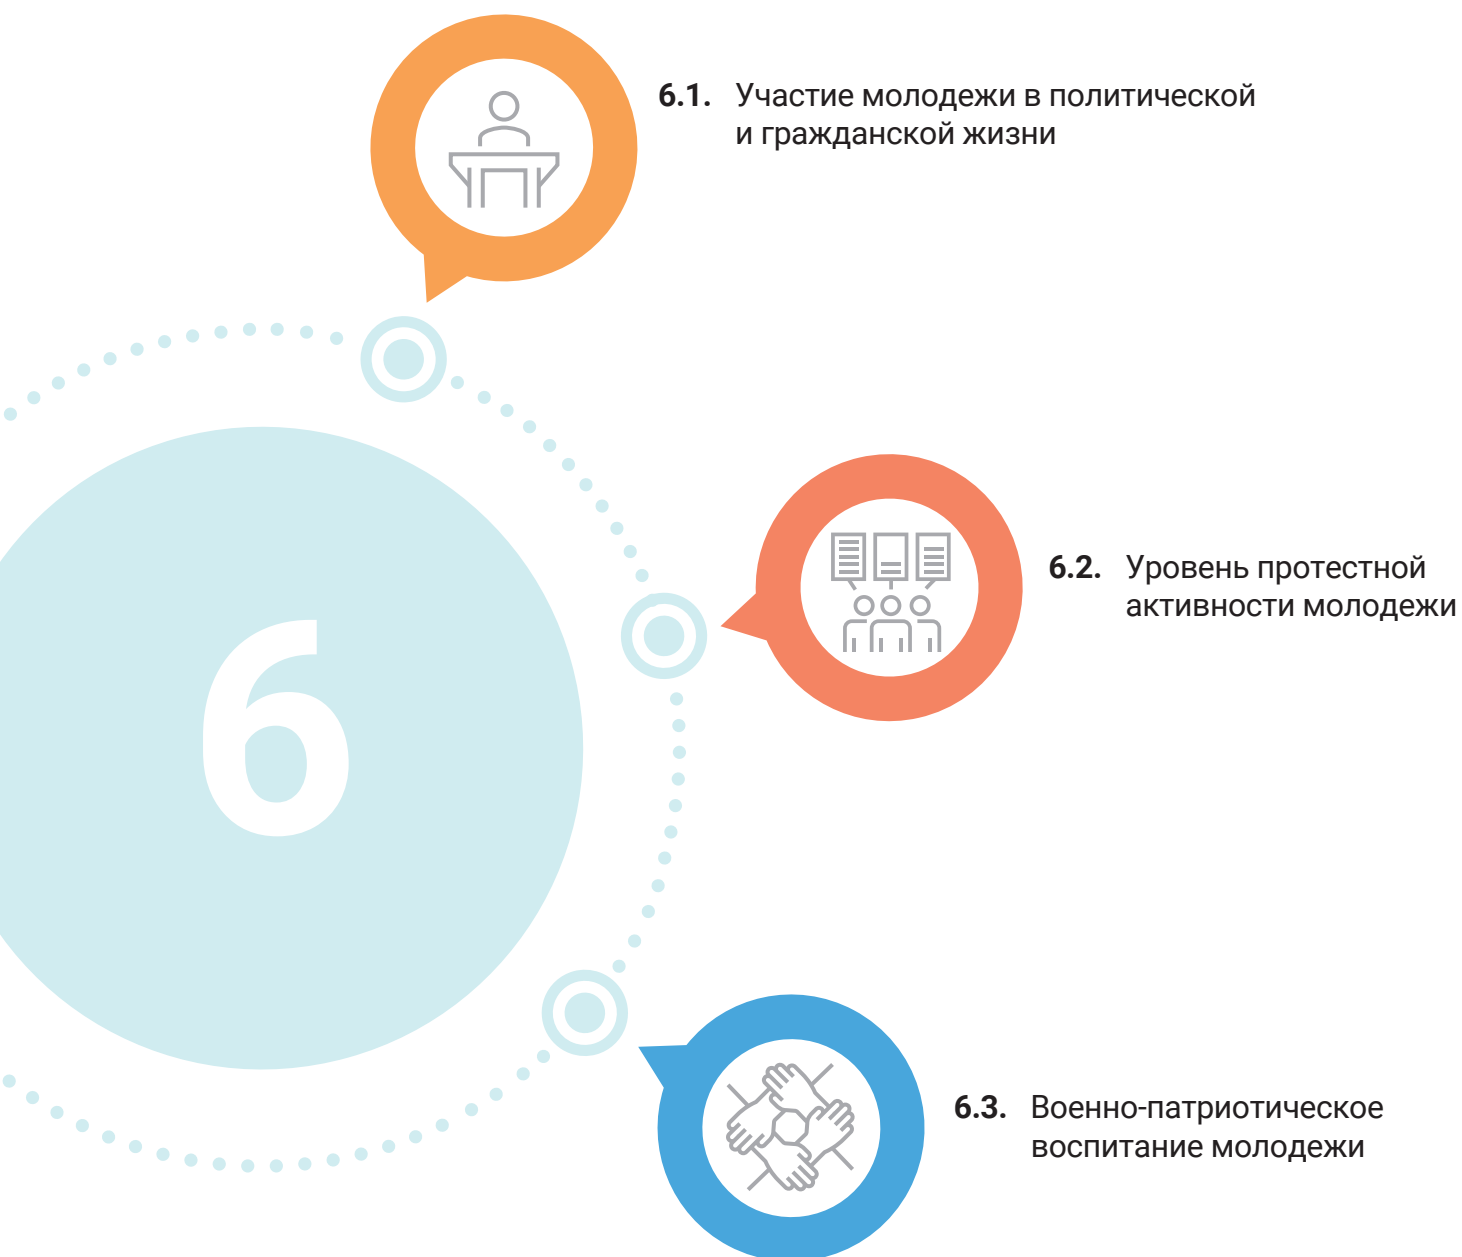 6.1. Участие молодежи в политической
и гражданской жизни
6.2. Уровень протестной
активности молодежи
6
6.3. Военно-патриотическое
воспитание молодежи